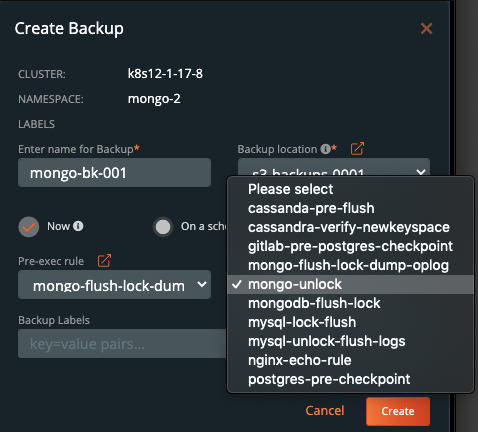 Create Backup
CLUSTER: k8s12-1-17-8
NAMESPACE: mongo-2
LABELS
Enter name for Backup* Backup location *
mongo-bk-001 s3-backups-0001
Please select
cassanda-pre-flush
cassandra-verify-newkeyspace
gitlab-pre-postgres-checkpoint
mongo-flush-lock-dump-oplog
mongo-unlock
mongodb-flush-lock
mysql-lock-flush
mysql-unlock-flush-logs
nginx-echo-rule
postgres-pre-checkpoint
Now On a sch
Pre-exec rule
mongo-flush-lock-dum
Backup Labels
key=value pairs...
Cancel Create